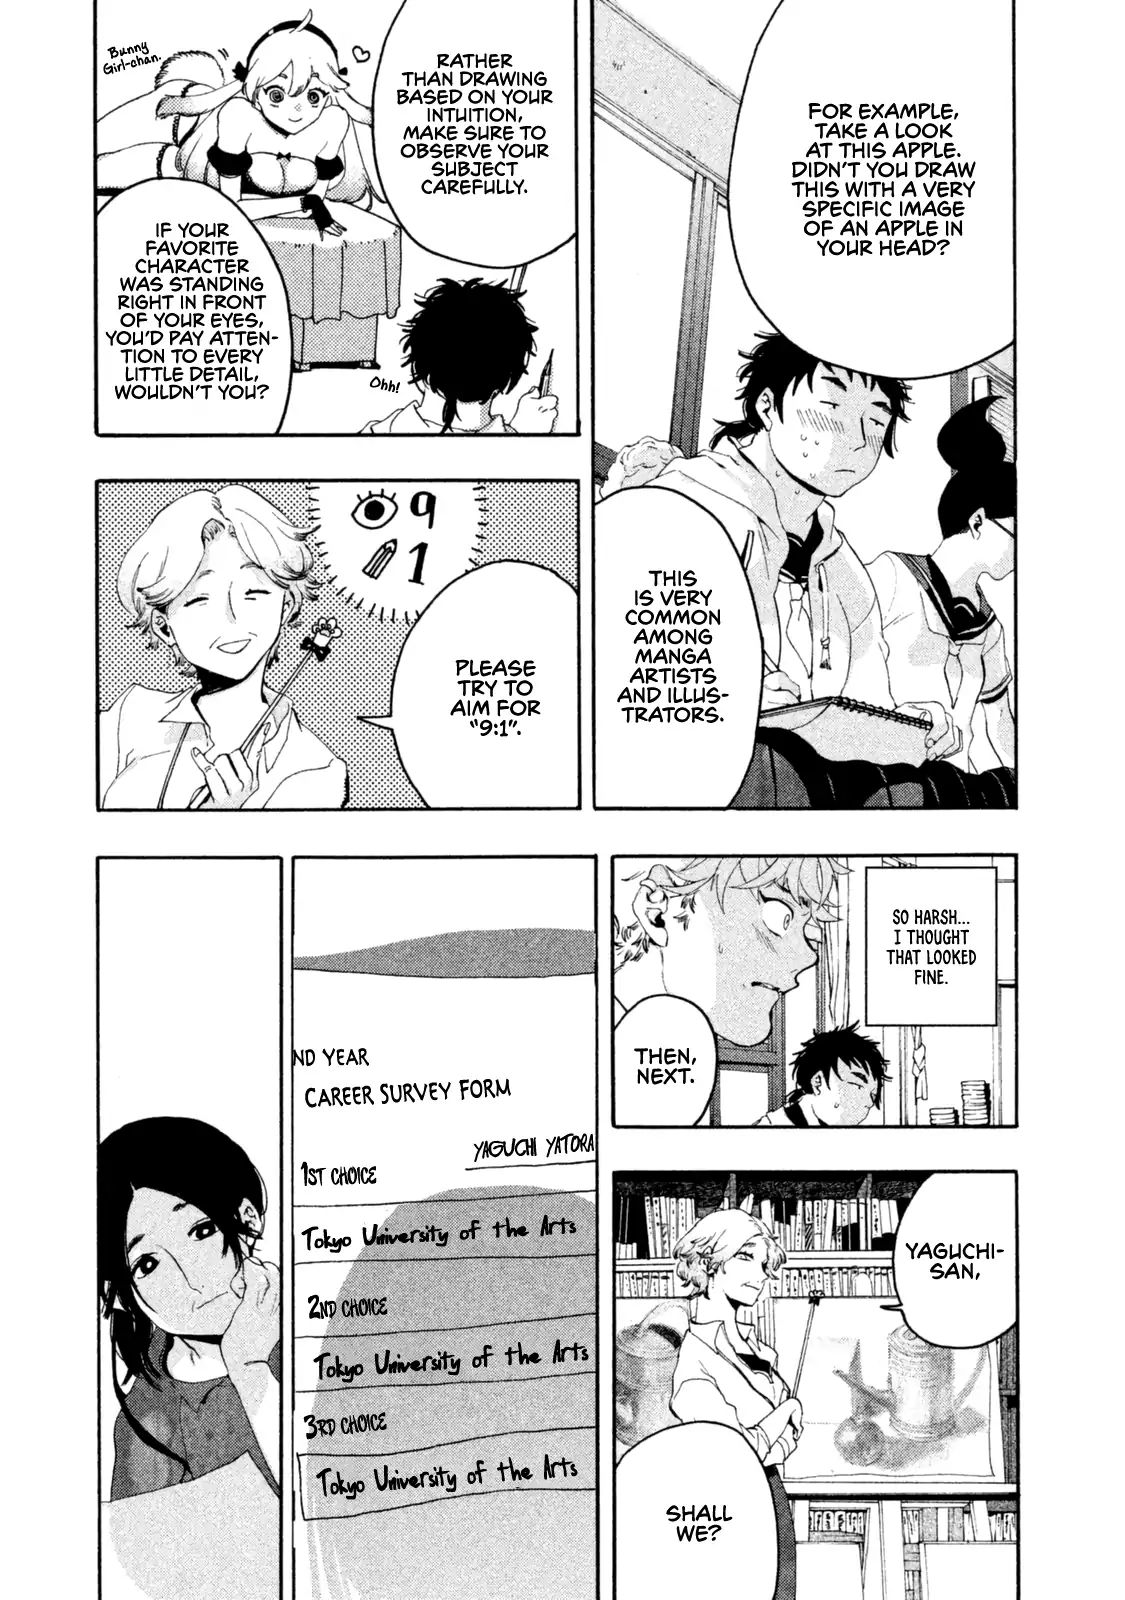 FOR EXAMPLE,
TAKE A LOOK
AT THIS APPLE.
DIDN'T YOU DRAW
THIS WITH A VERY
SPECIFIC IMAGE
OF AN APPLE IN
YOUR HEAD?
THIS
IS VERY
COMMON
AMONG
MANGA
ARTISTS
AND ILLUS-
TRATORS.
RATHER
THAN DRAWING
BASED ON YOUR
INTUITION,
MAKE SURE TO
OBSERVE YOUR
SUBJECT
CAREFULLY.
Bunny
Girl-chan.
IF YOUR
FAVORITE
CHARACTER
WAS STANDING
RIGHT IN FRONT
OF YOUR EYES,
YOU'D PAY ATTEN-
TION TO EVERY
LITTLE DETAIL,
WOULDN'T YOU?
Ohh!
9
1
PLEASE
TRY TO
AIM FOR
"9:1".
SO HARSH...
I THOUGHT
THAT LOOKED
FINE.
THEN,
NEXT.
YAGUCHI-
SAN,
SHALL
WE?
ND YEAR
CAREER SURVEY FORM
YAGUCHI YATORA
1ST CHOICE
Tokyo University of the Arts
2ND CHOICE
Tokyo University of the Arts
3RD CHOICE
Tokyo University of the Arts